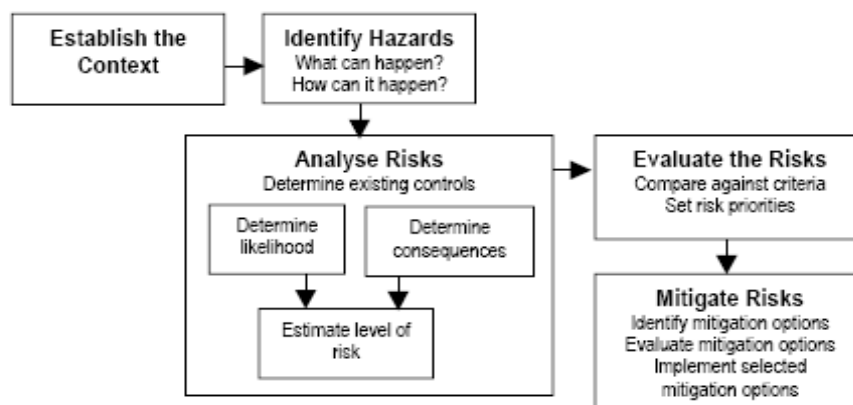 Establish the
Context
Identify Hazards
What can happen?
How can it happen?
Analyse Risks
Determine existing controls
Determine
likelihood
Determine
consequences
Estimate level of
risk
Evaluate the Risks
Compare against criteria
Set risk priorities
Mitigate Risks
Identify mitigation options
Evaluate mitigation options
Implement selected
mitigation options